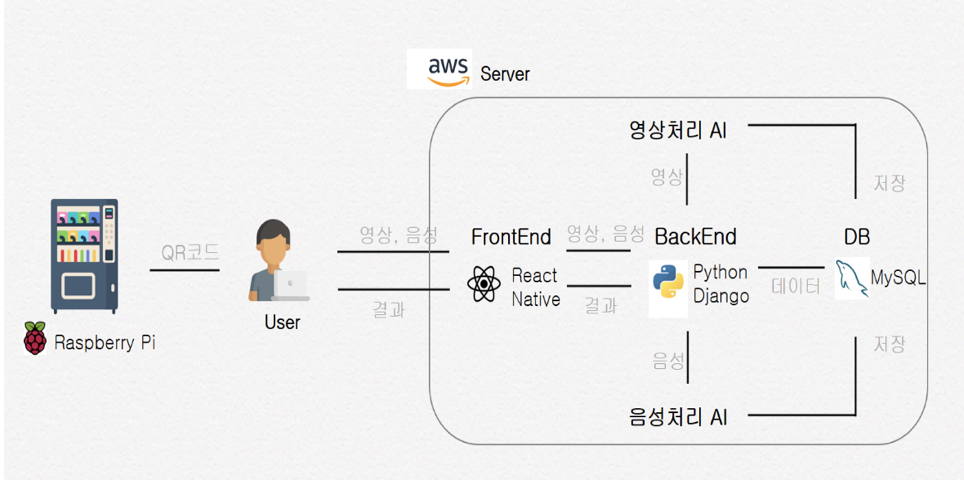 aws
Server
영상처리 AI
영상
저장
QR코드
영상, 음성
FrontEnd
영상, 음성
BackEnd
DB
React
Native
Python
Django
데이터
MySQL
결과
결과
User
Raspberry Pi
음성
저장
음성처리 AI